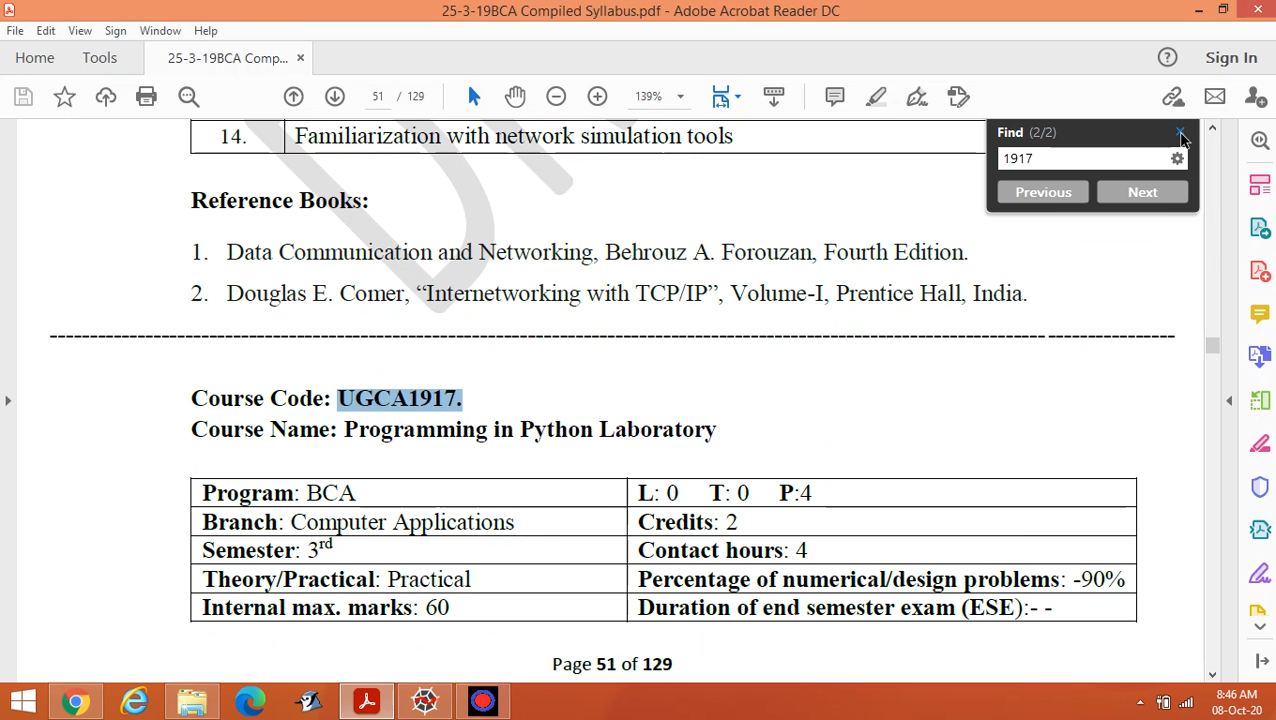 25-3-19BCA Compiled Syllabus.pdf - Adobe Acrobat Reader DC
File Edit View Sign Window Help
Home Tools 25-3-19BCA Comp... × Sign In
51 / 129 139%
14. Familiarization with network simulation tools
Find (2/2)
1917
Previous Next
Reference Books:
1. Data Communication and Networking, Behrouz A. Forouzan, Fourth Edition.
2. Douglas E. Comer, “Internetworking with TCP/IP”, Volume-I, Prentice Hall, India.
Course Code: UGCA1917.
Course Name: Programming in Python Laboratory
Program: BCA L: 0 T: 0 P:4
Branch: Computer Applications Credits: 2
Semester: 3rd Contact hours: 4
Theory/Practical: Practical Percentage of numerical/design problems: -90%
Internal max. marks: 60 Duration of end semester exam (ESE):- -
Page 51 of 129
8:46 AM
08-Oct-20